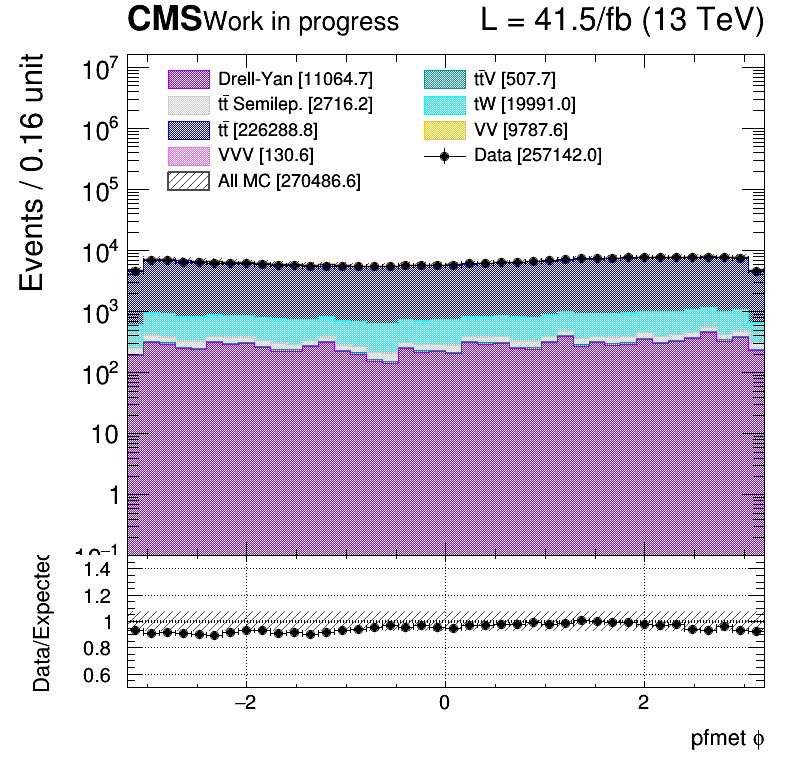 CMS Work in progress L = 41.5/fb (13 TeV)
Events / 0.16 unit
10⁷
10⁶
10⁵
10⁴
10³
10²
10
1
10⁻¹
Drell-Yan [11064.7]
tt̄ Semilep. [2716.2]
tt̄ [226288.8]
VVV [130.6]
All MC [270486.6]
tt̄V [507.7]
tW [19991.0]
VV [9787.6]
Data [257142.0]
Data/Expected
1.4
1.2
1
0.8
0.6
−2 0 2
pfmet ϕ